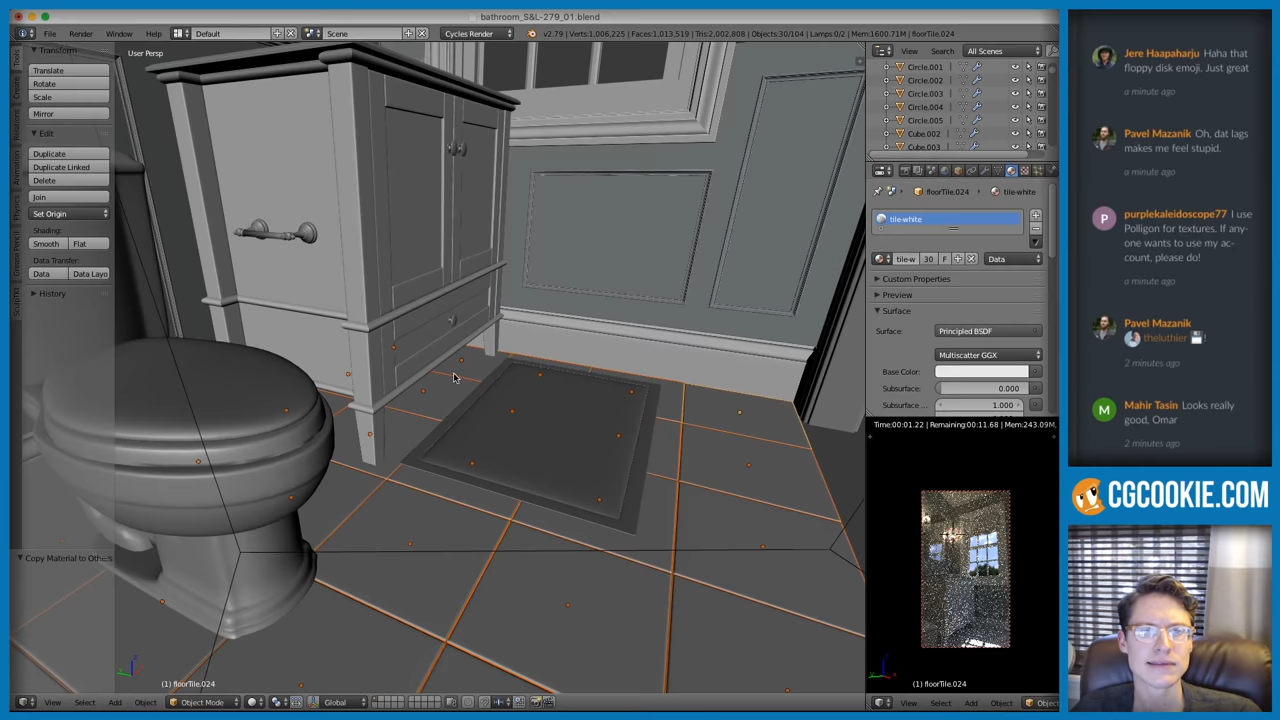 bathroom_S&L-279_01.blend
File
Render
Window
Help
Default
Scene
Cycles Render
v2.79 | Verts:1,006,225 | Faces:1,013,519 | Tris:2,002,808 | Objects:30/104 | Lamps:0/2 | Mem:1600.71M | floorTile.024
Transform
Translate
Rotate
Scale
Mirror
Edit
Duplicate
Duplicate Linked
Delete
Join
Set Origin
Shading:
Smooth
Flat
Data Transfer:
Data
Data Layo
History
Copy Material to Others
User Persp
(1) floorTile.024
View
Select
Add
Object
Object Mode
Global
View
Search
All Scenes
Circle.001
Circle.002
Circle.003
Circle.004
Circle.005
Cube.002
Cube.003
floorTile.024
tile-white
tile-white
tile-w
30
F
Data
Custom Properties
Preview
Surface
Surface:
Principled BSDF
Multiscatter GGX
Base Color:
Subsurface:
0.000
Subsurface ...
1.000
Time:00:01.22 | Remaining:00:11.68 | Mem:243.09M,
(1) floorTile.024
View
Select
Add
Object
Jere Haapaharju Haha that
floppy disk emoji. Just great
a minute ago
Pavel Mazanik Oh, dat lags
makes me feel stupid.
a minute ago
P
purplekaleidoscope77 I use
Polligon for textures. If any-
one wants to use my ac-
count, please do!
a minute ago
Pavel Mazanik
theluthier 💾!
2 minutes ago
M
Mahir Tasin Looks really
good, Omar
2 minutes ago
CGCOOKIE.COM